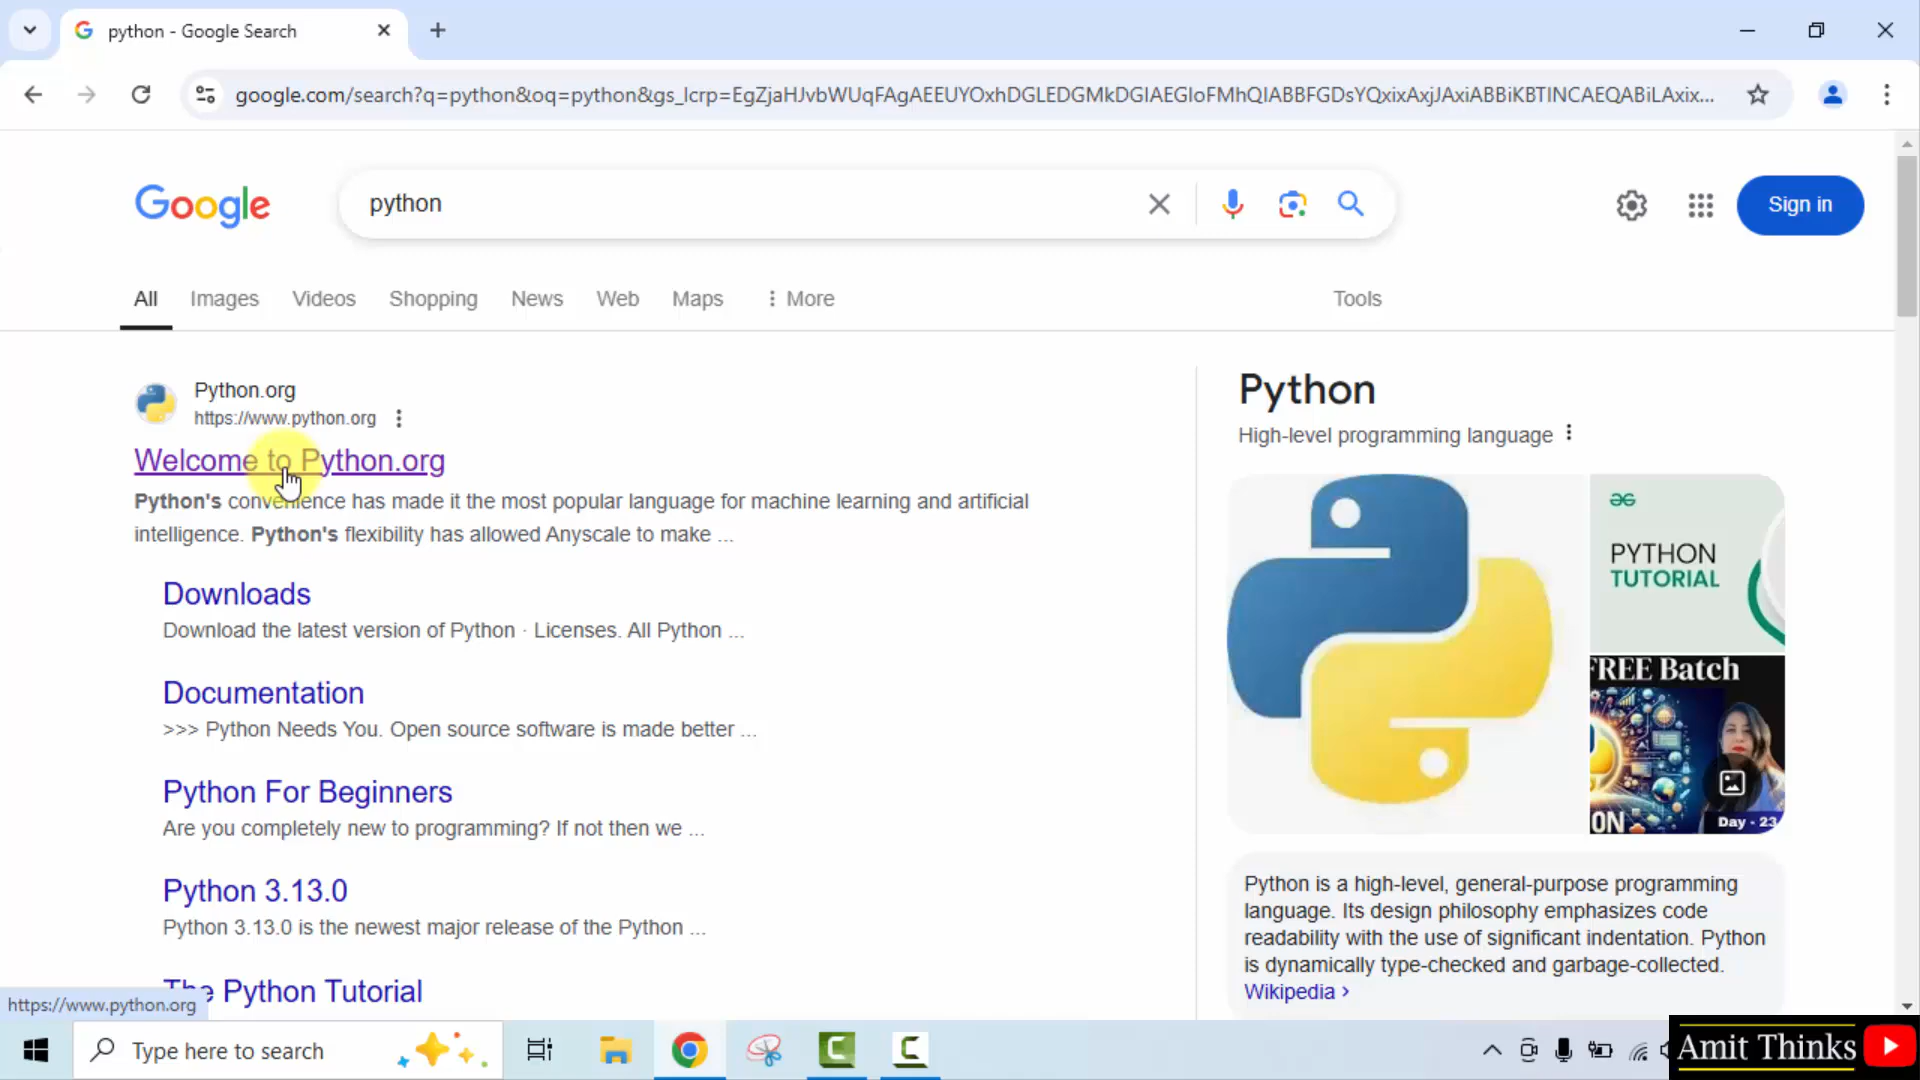 python - Google Search
google.com/search?q=python&oq=python&gs_lcrp=EgZjaHJvbWUqFAgAEEUYOxhDGLEDGMkDGIAEGIoFMhQIABBFGDsYQxixAxjJAxiABBiKBTINCAEQABiLAxix...
Google
python
Sign in
All
Images
Videos
Shopping
News
Web
Maps
More
Tools
Python.org
https://www.python.org
Welcome to Python.org
Python's convenience has made it the most popular language for machine learning and artificial
intelligence. Python's flexibility has allowed Anyscale to make ...
Downloads
Download the latest version of Python · Licenses. All Python ...
Documentation
>>> Python Needs You. Open source software is made better ...
Python For Beginners
Are you completely new to programming? If not then we ...
Python 3.13.0
Python 3.13.0 is the newest major release of the Python ...
The Python Tutorial
Python
High-level programming language
PYTHON
TUTORIAL
FREE Batch
ON
Day - 23
Python is a high-level, general-purpose programming
language. Its design philosophy emphasizes code
readability with the use of significant indentation. Python
is dynamically type-checked and garbage-collected.
Wikipedia ›
https://www.python.org
Type here to search
Amit Thinks